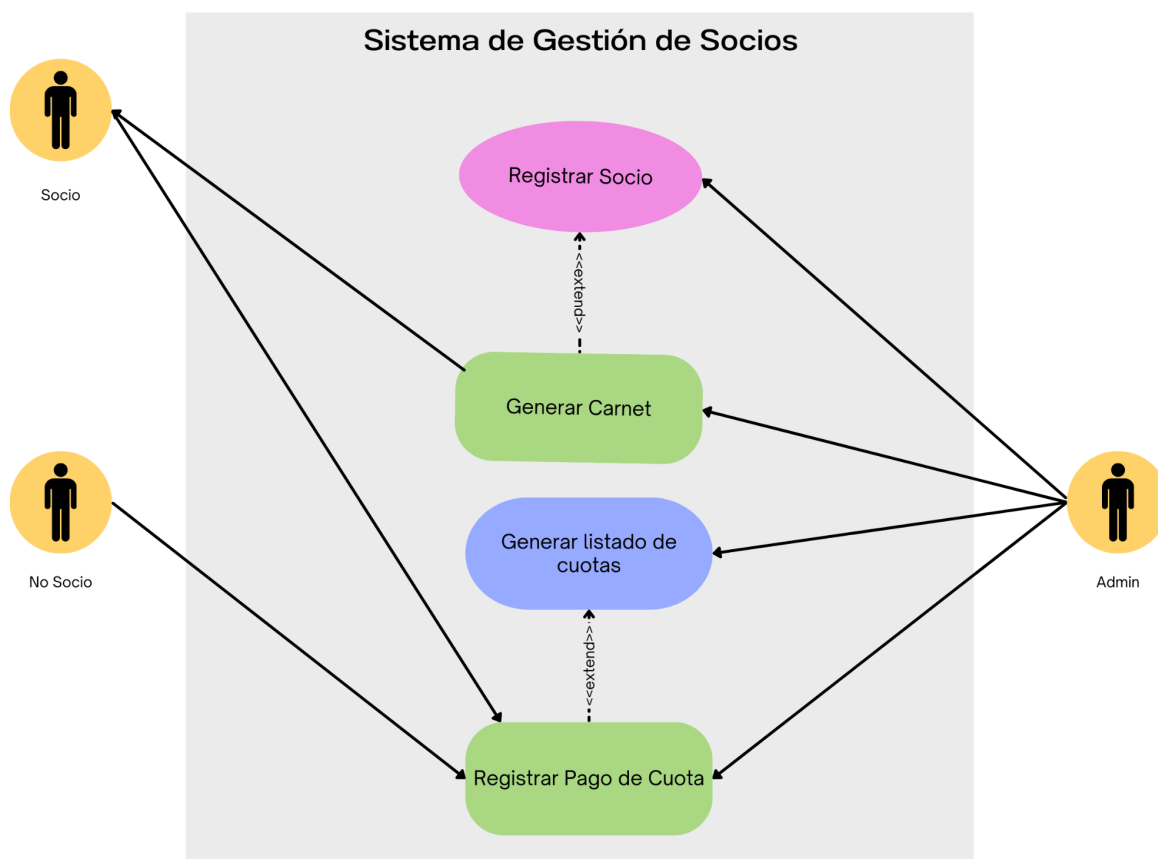 Sistema de Gestión de Socios
Socio
Registrar Socio
<<extend>>
Generar Carnet
Generar listado de
cuotas
No Socio
Admin
<<extend>>
Registrar Pago de Cuota